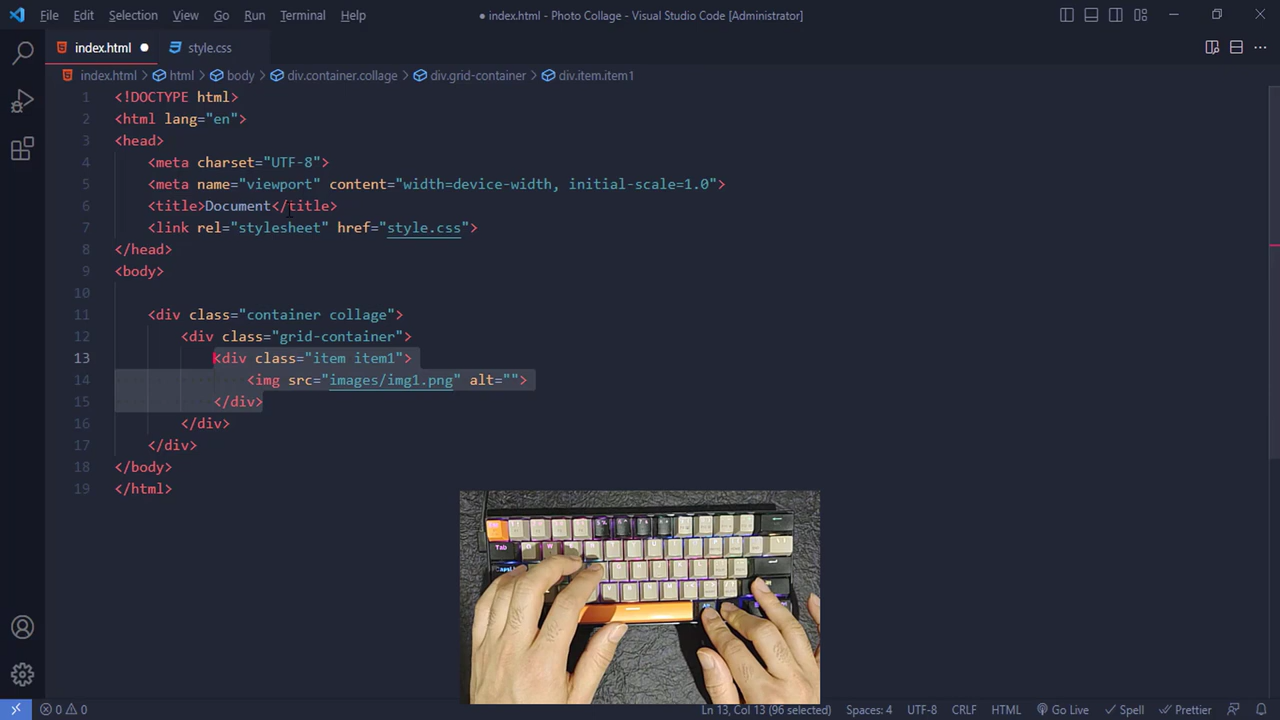 File Edit Selection View Go Run Terminal Help
● index.html - Photo Collage - Visual Studio Code [Administrator]
index.html ● style.css
index.html > html > body > div.container.collage > div.grid-container > div.item.item1
1 <!DOCTYPE html>
2 <html lang="en">
3 <head>
4 <meta charset="UTF-8">
5 <meta name="viewport" content="width=device-width, initial-scale=1.0">
6 <title>Document</title>
7 <link rel="stylesheet" href="style.css">
8 </head>
9 <body>
10
11 <div class="container collage">
12 <div class="grid-container">
13 <div class="item item1">
14 <img src="images/img1.png" alt="">
15 </div>
16 </div>
17 </div>
18 </body>
19 </html>
Tab
0 0 Ln 13, Col 13 (96 selected) Spaces: 4 UTF-8 CRLF HTML Go Live Spell Prettier